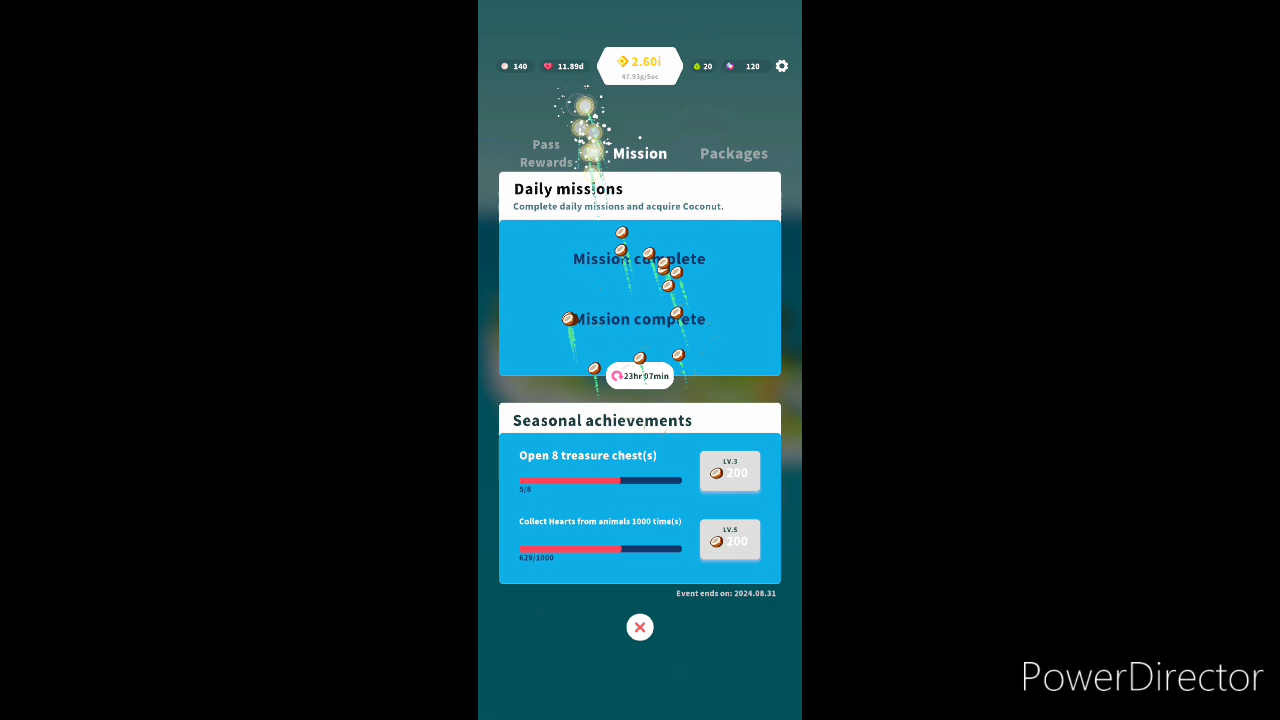 140
11.89d
2.60i
47.93g/Sec
20
120
Pass
Rewards
Mission
Packages
Daily missions
Complete daily missions and acquire Coconut.
Mission complete
Mission complete
23hr 07min
Seasonal achievements
Open 8 treasure chest(s)
5/8
LV.3
200
Collect Hearts from animals 1000 time(s)
629/1000
LV.5
200
Event ends on: 2024.08.31
PowerDirector